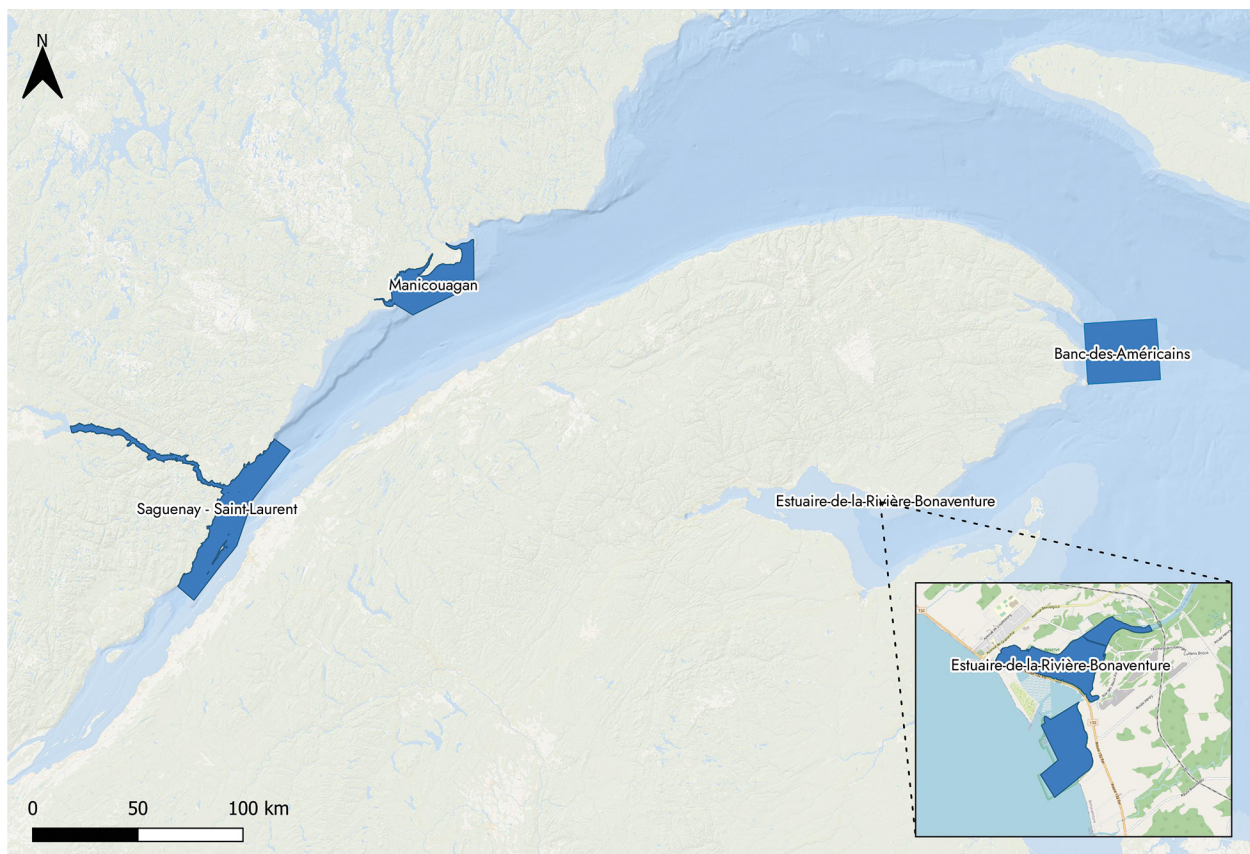 N
Manicouagan
Banc-des-Américains
Estuaire-de-la-Rivière-Bonaventure
Saguenay - Saint-Laurent
Estuaire-de-la-Rivière-Bonaventure
0 50 100 km